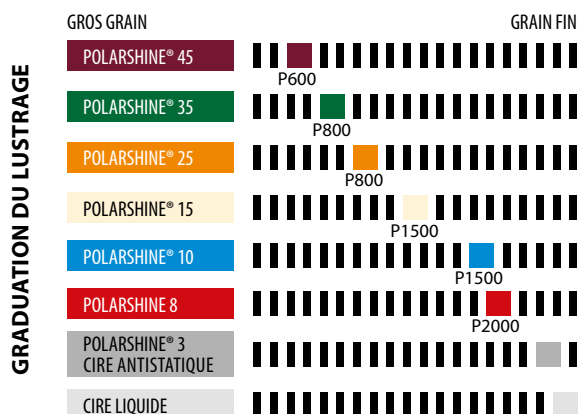 GRADUATION DU LUSTRAGE
GROS GRAIN
GRAIN FIN
POLARSHINE® 45
P600
POLARSHINE® 35
P800
POLARSHINE® 25
P800
POLARSHINE® 15
P1500
POLARSHINE® 10
P1500
POLARSHINE 8
P2000
POLARSHINE® 3
CIRE ANTISTATIQUE
CIRE LIQUIDE